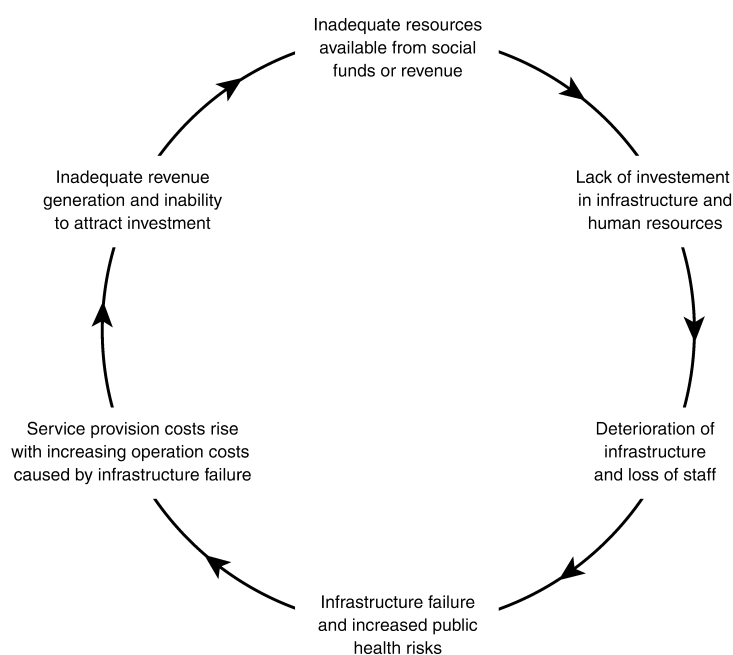 Inadequate resources
available from social
funds or revenue
Lack of investement
in infrastructure and
human resources
Deterioration of
infrastructure
and loss of staff
Infrastructure failure
and increased public
health risks
Service provision costs rise
with increasing operation costs
caused by infrastructure failure
Inadequate revenue
generation and inability
to attract investment